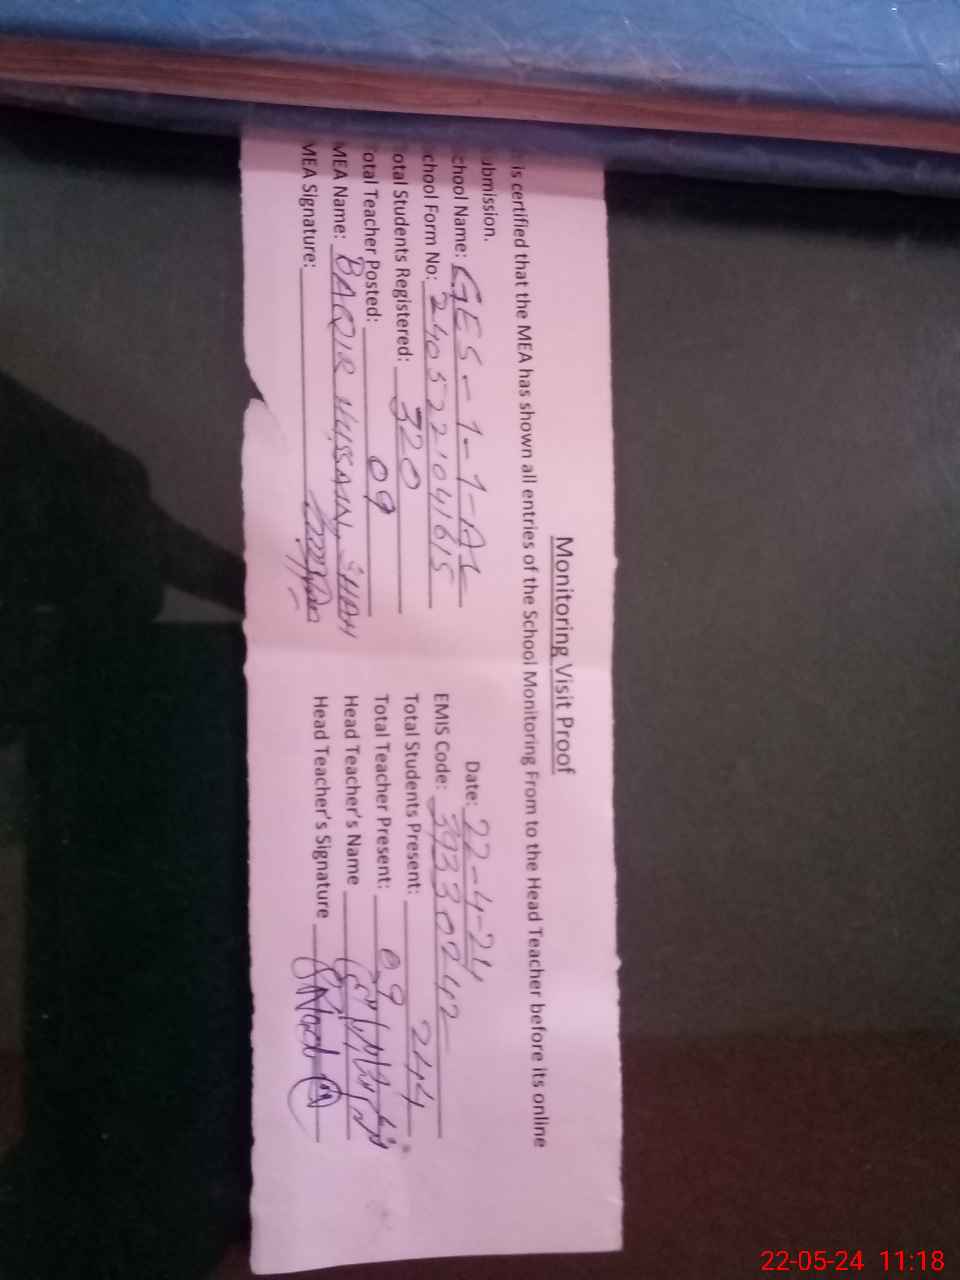 Monitoring Visit Proof
is certified that the MEA has shown all entries of the School Monitoring From to the Head Teacher before its online
ubmission.
chool Name: GES-1-1-AL Date: 22-4-24
chool Form No: 2405221041615 EMIS Code: 39330242
otal Students Registered: 320 Total Students Present: 244
otal Teacher Posted: 09 Total Teacher Present: 09
MEA Name: BAQIR HUSSAIN SHAH Head Teacher's Name
MEA Signature: Head Teacher's Signature
22-05-24 11:18